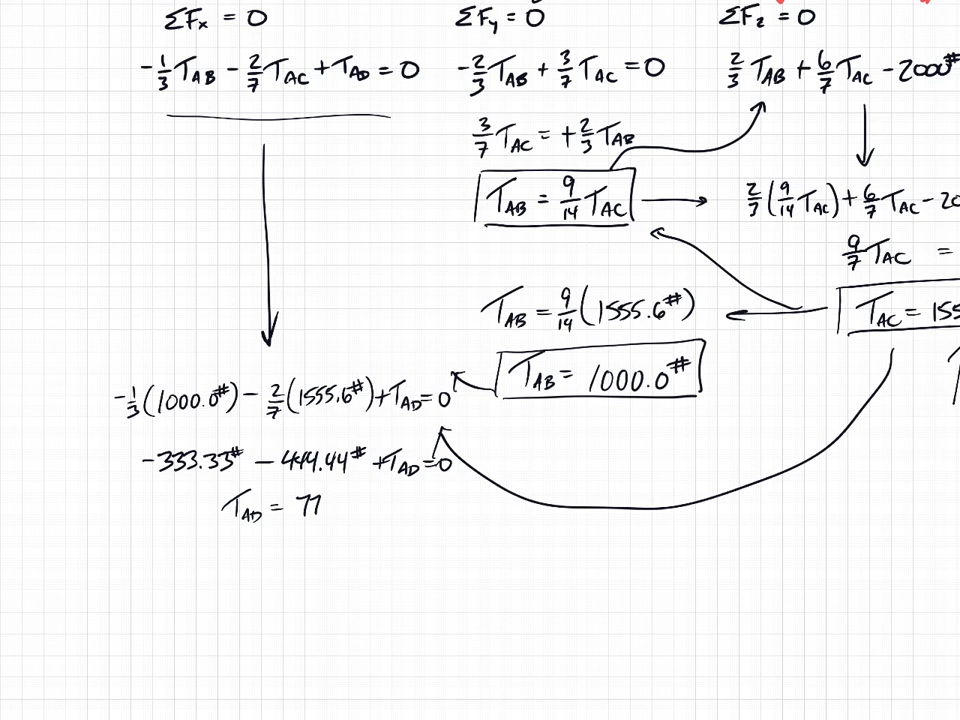 ΣFx = 0
-1/3 TAB - 2/7 TAC + TAD = 0
ΣFy = 0
-2/3 TAB + 3/7 TAC = 0
3/7 TAC = +2/3 TAB
TAB = 9/14 TAC
ΣFz = 0
2/3 TAB + 6/7 TAC - 2000#
2/3 (9/14 TAC) + 6/7 TAC - 20
9/7 TAC =
TAC = 155
TAB = 9/14 (1555.6#)
TAB = 1000.0#
-1/3 (1000.0#) - 2/7 (1555.6#) + TAD = 0
-333.33# - 444.44# + TAD = 0
TAD = 77